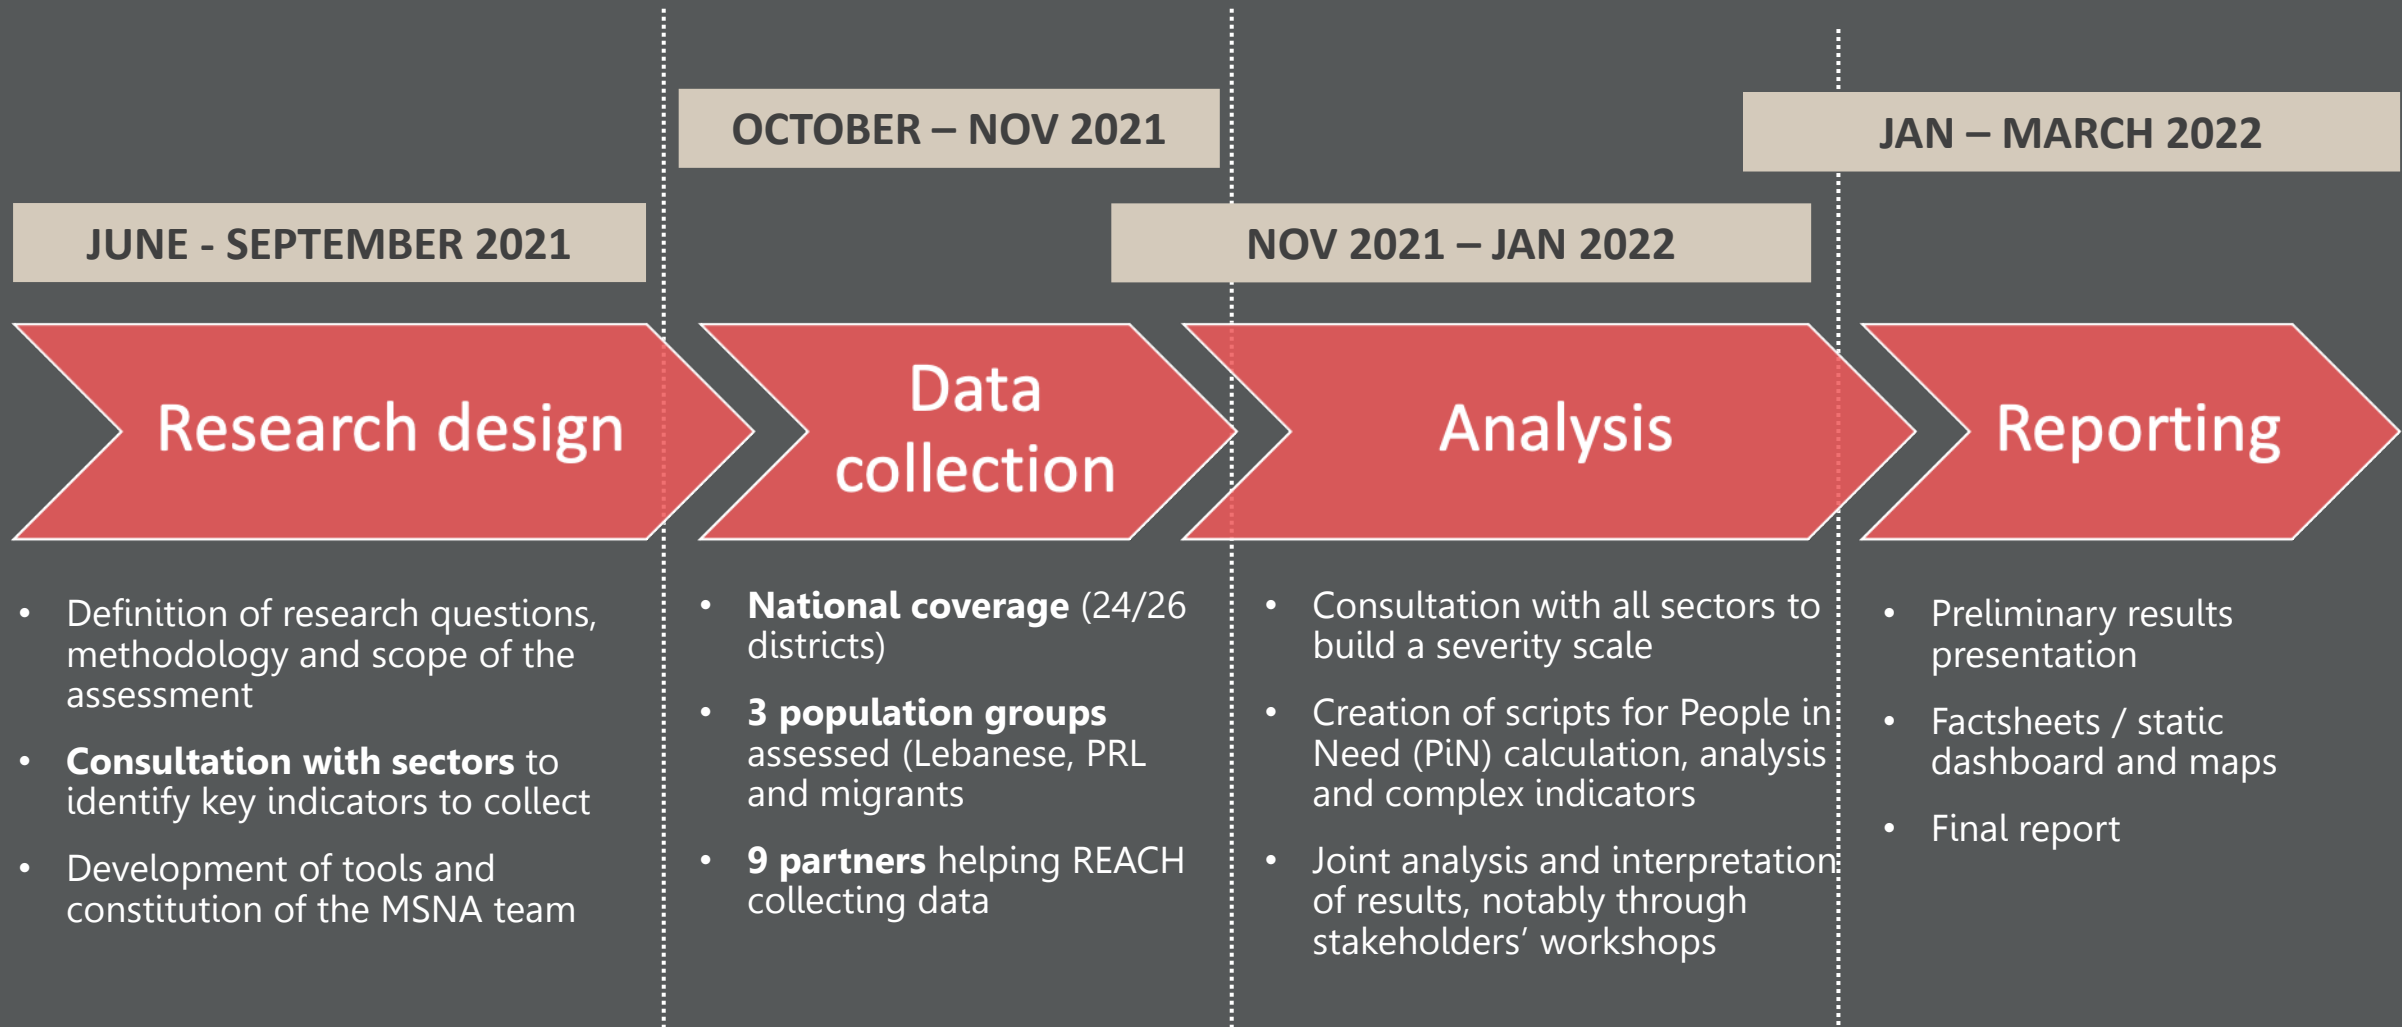 JUNE - SEPTEMBER 2021
Research design
• Definition of research questions,
methodology and scope of the
assessment
• Consultation with sectors to
identify key indicators to collect
• Development of tools and
constitution of the MSNA team
OCTOBER – NOV 2021
Data
collection
• National coverage (24/26
districts)
• 3 population groups
assessed (Lebanese, PRL
and migrants
• 9 partners helping REACH
collecting data
NOV 2021 – JAN 2022
Analysis
• Consultation with all sectors to
build a severity scale
• Creation of scripts for People in
Need (PiN) calculation, analysis
and complex indicators
• Joint analysis and interpretation
of results, notably through
stakeholders’ workshops
JAN – MARCH 2022
Reporting
• Preliminary results
presentation
• Factsheets / static
dashboard and maps
• Final report